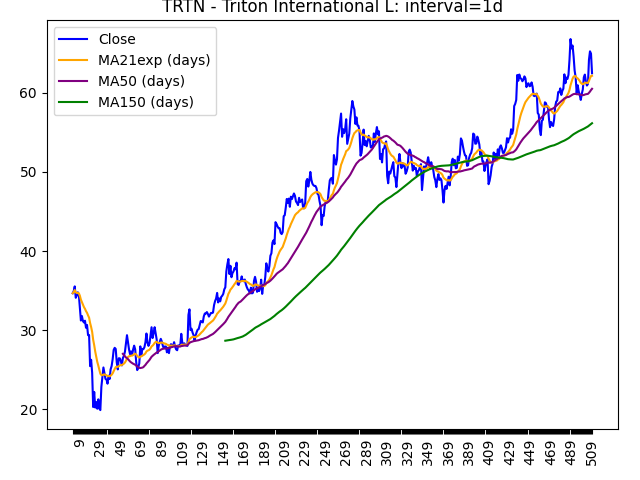 TRTN - Triton International L: interval=1d
Close
MA21exp (days)
MA50 (days)
MA150 (days)
60
50
40
30
20
9 29 49 69 89 109 129 149 169 189 209 229 249 269 289 309 329 349 369 389 409 429 449 469 489 509